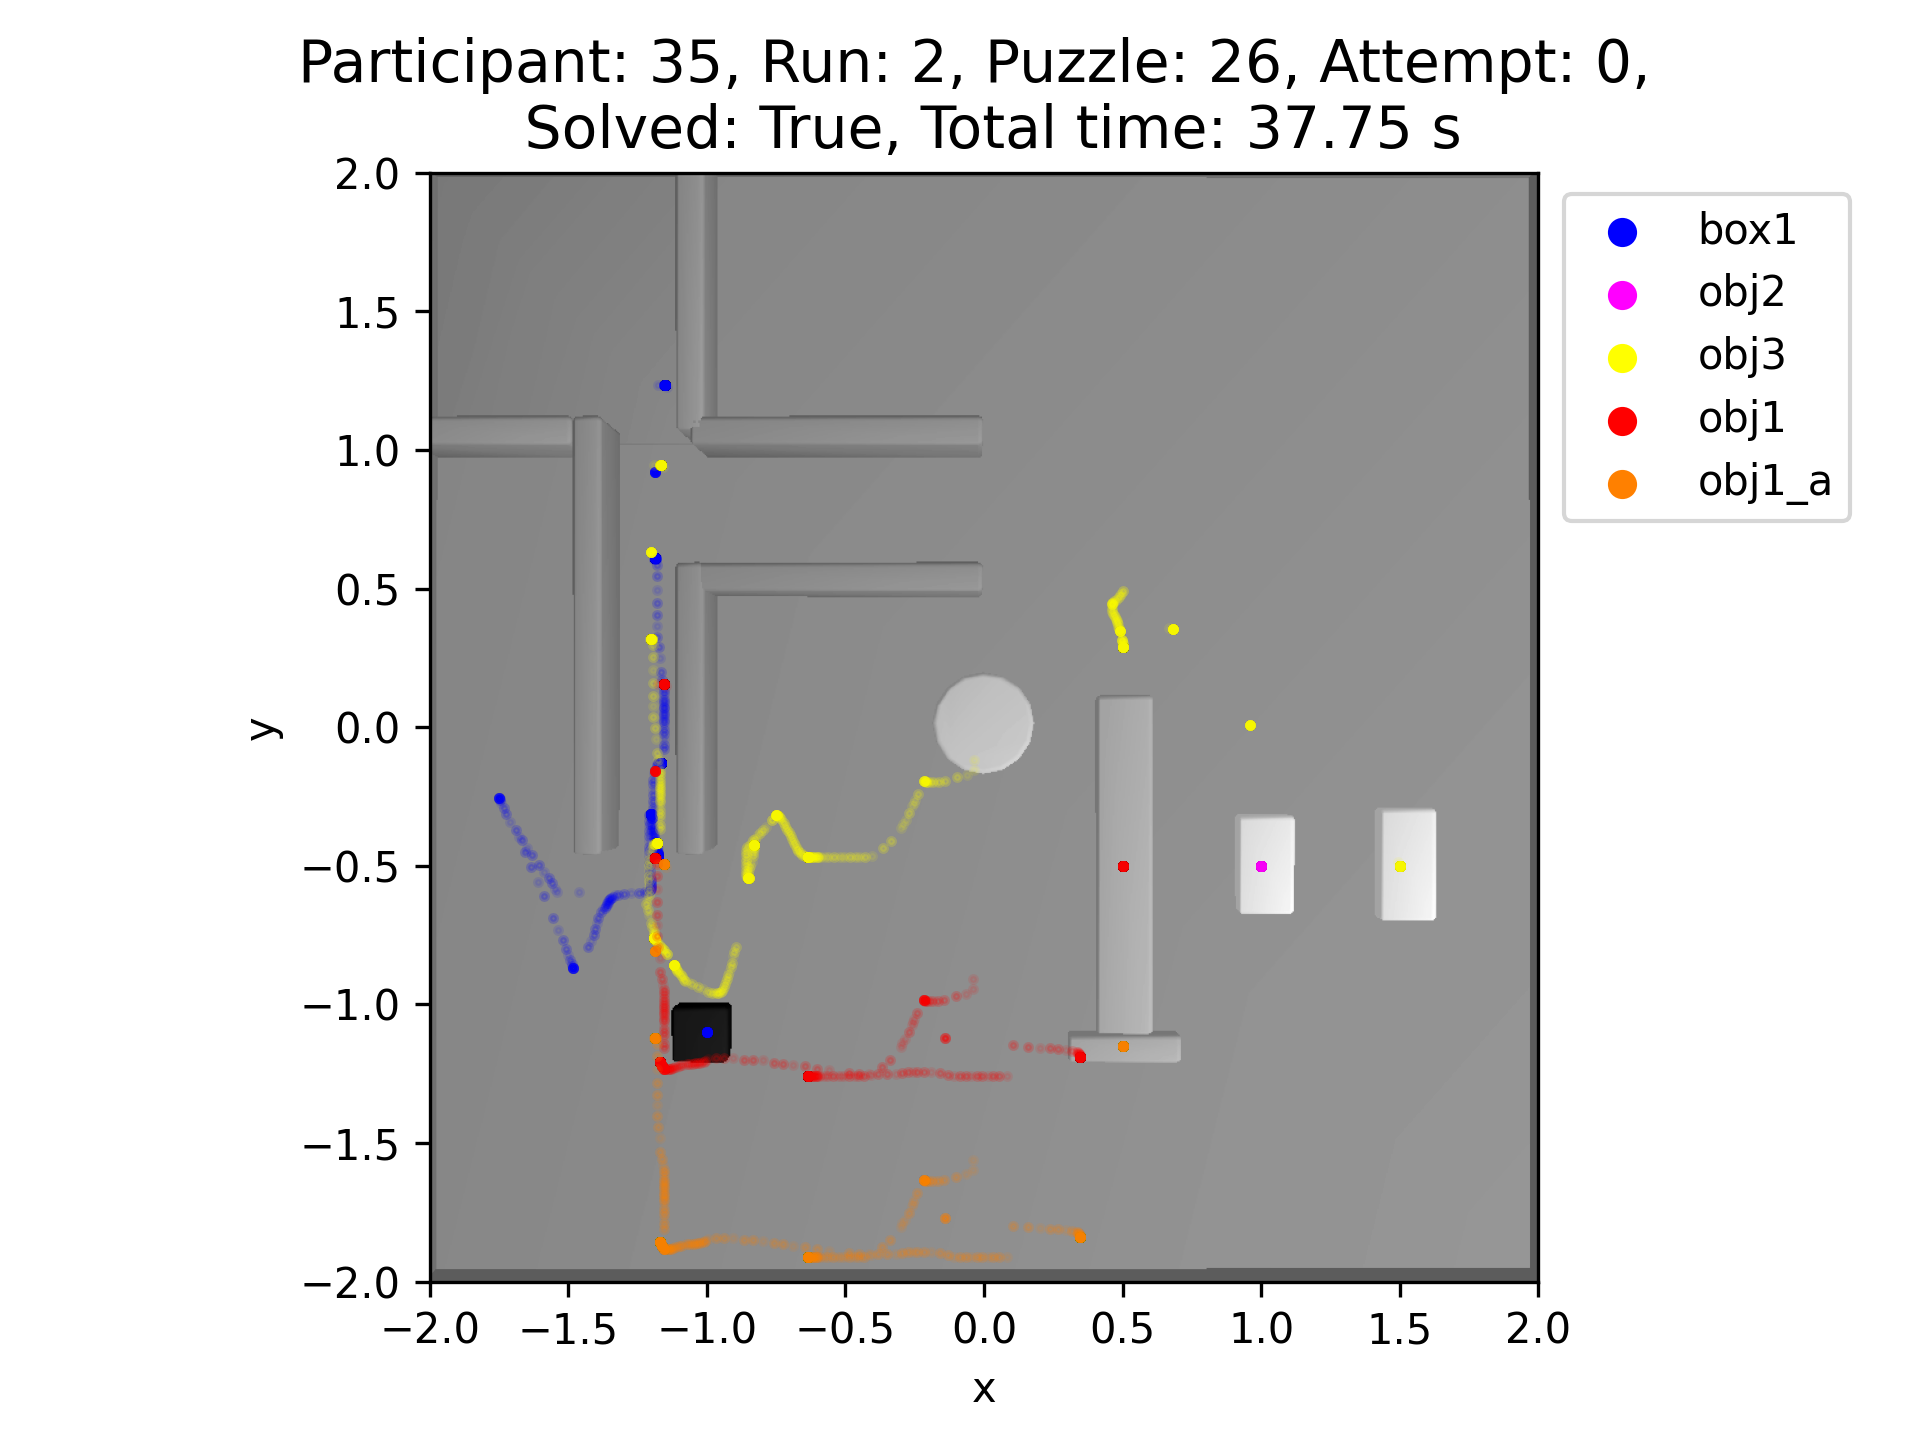 Participant: 35, Run: 2, Puzzle: 26, Attempt: 0,
Solved: True, Total time: 37.75 s
2.0
1.5
1.0
0.5
0.0
−0.5
−1.0
−1.5
−2.0
y
−2.0 −1.5 −1.0 −0.5 0.0 0.5 1.0 1.5 2.0
x
box1
obj2
obj3
obj1
obj1_a